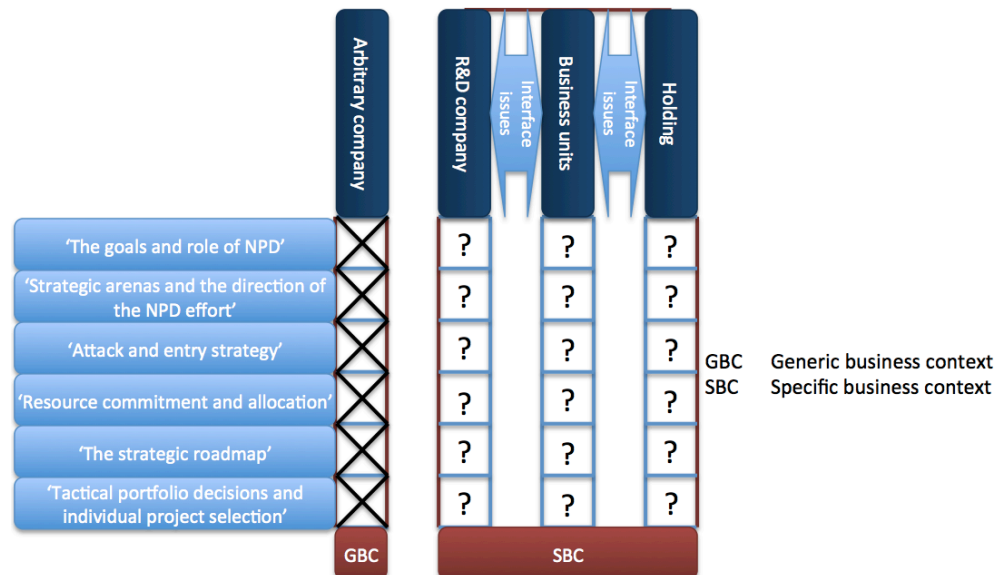 Arbitrary company
R&D company
Interface
issues
Business units
Interface
issues
Holding
‘The goals and role of NPD’
? ? ?
‘Strategic arenas and the direction of
the NPD effort’
? ? ?
‘Attack and entry strategy’
? ? ?
GBC Generic business context
SBC Specific business context
‘Resource commitment and allocation’
? ? ?
‘The strategic roadmap’
? ? ?
‘Tactical portfolio decisions and
individual project selection’
? ? ?
GBC
SBC